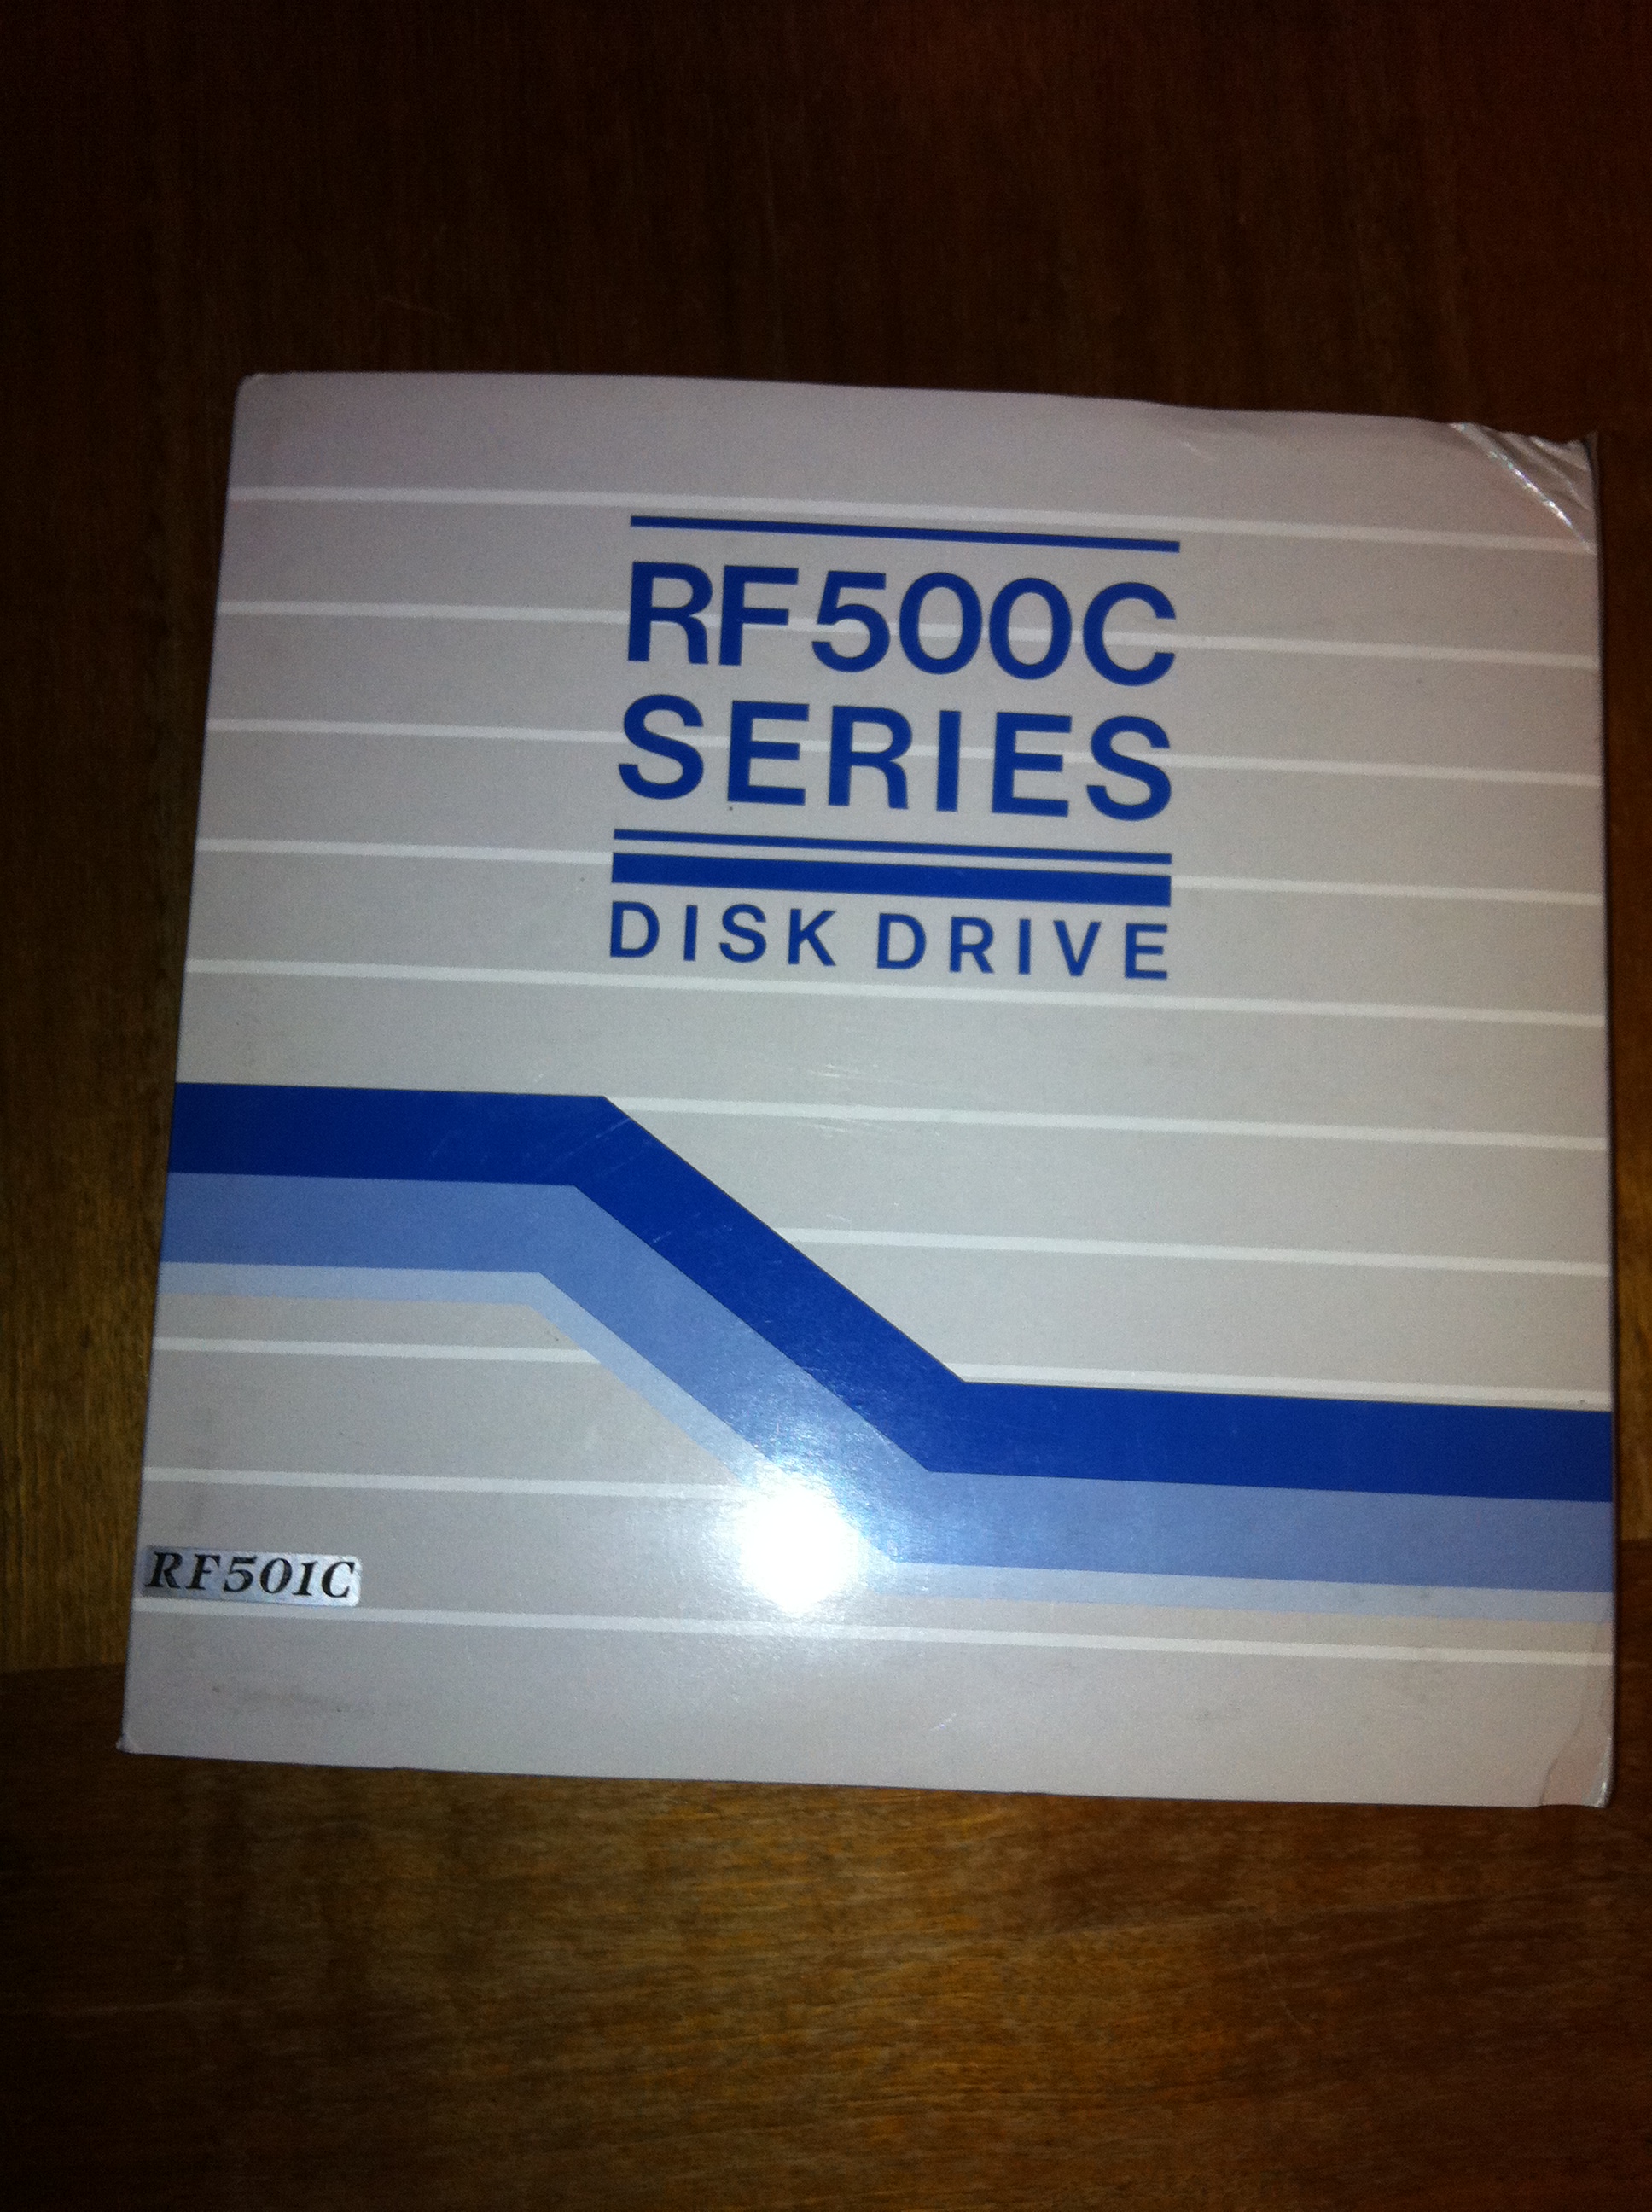 RF500C
SERIES
DISK DRIVE
RF501C